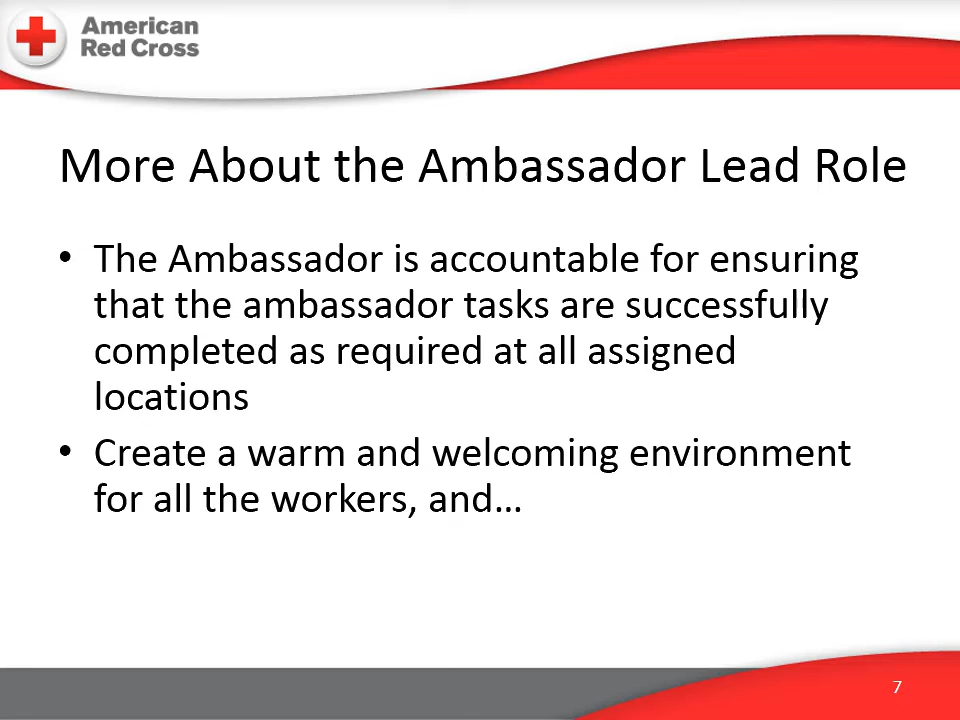 American
Red Cross
More About the Ambassador Lead Role
• The Ambassador is accountable for ensuring
that the ambassador tasks are successfully
completed as required at all assigned
locations
• Create a warm and welcoming environment
for all the workers, and…
7